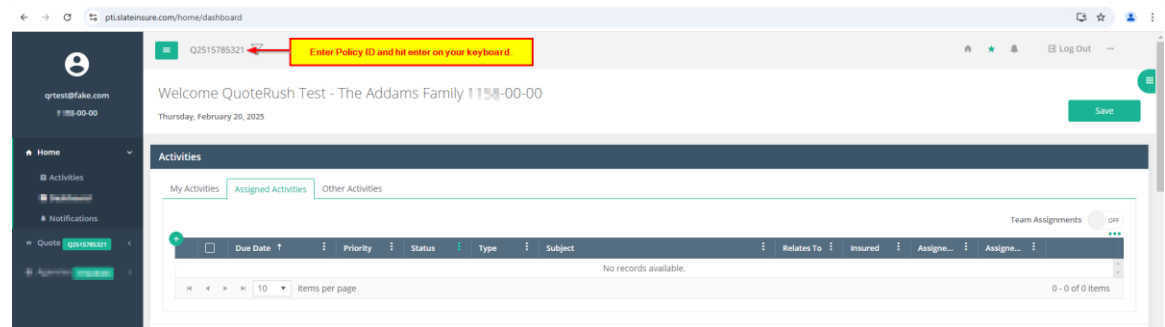 pti.slateinsure.com/home/dashboard
Q2515785321
Enter Policy ID and hit enter on your keyboard.
Log Out
qrtest@fake.com
-00-00
Welcome QuoteRush Test - The Addams Family -00-00
Thursday, February 20, 2025
Save
Home
Activities
Notifications
Quote Q2515785321
Activities
My Activities Assigned Activities Other Activities
Team Assignments OFF
Due Date ↑ Priority Status Type Subject Relates To Insured Assigne... Assigne...
No records available.
10 items per page
0 - 0 of 0 items